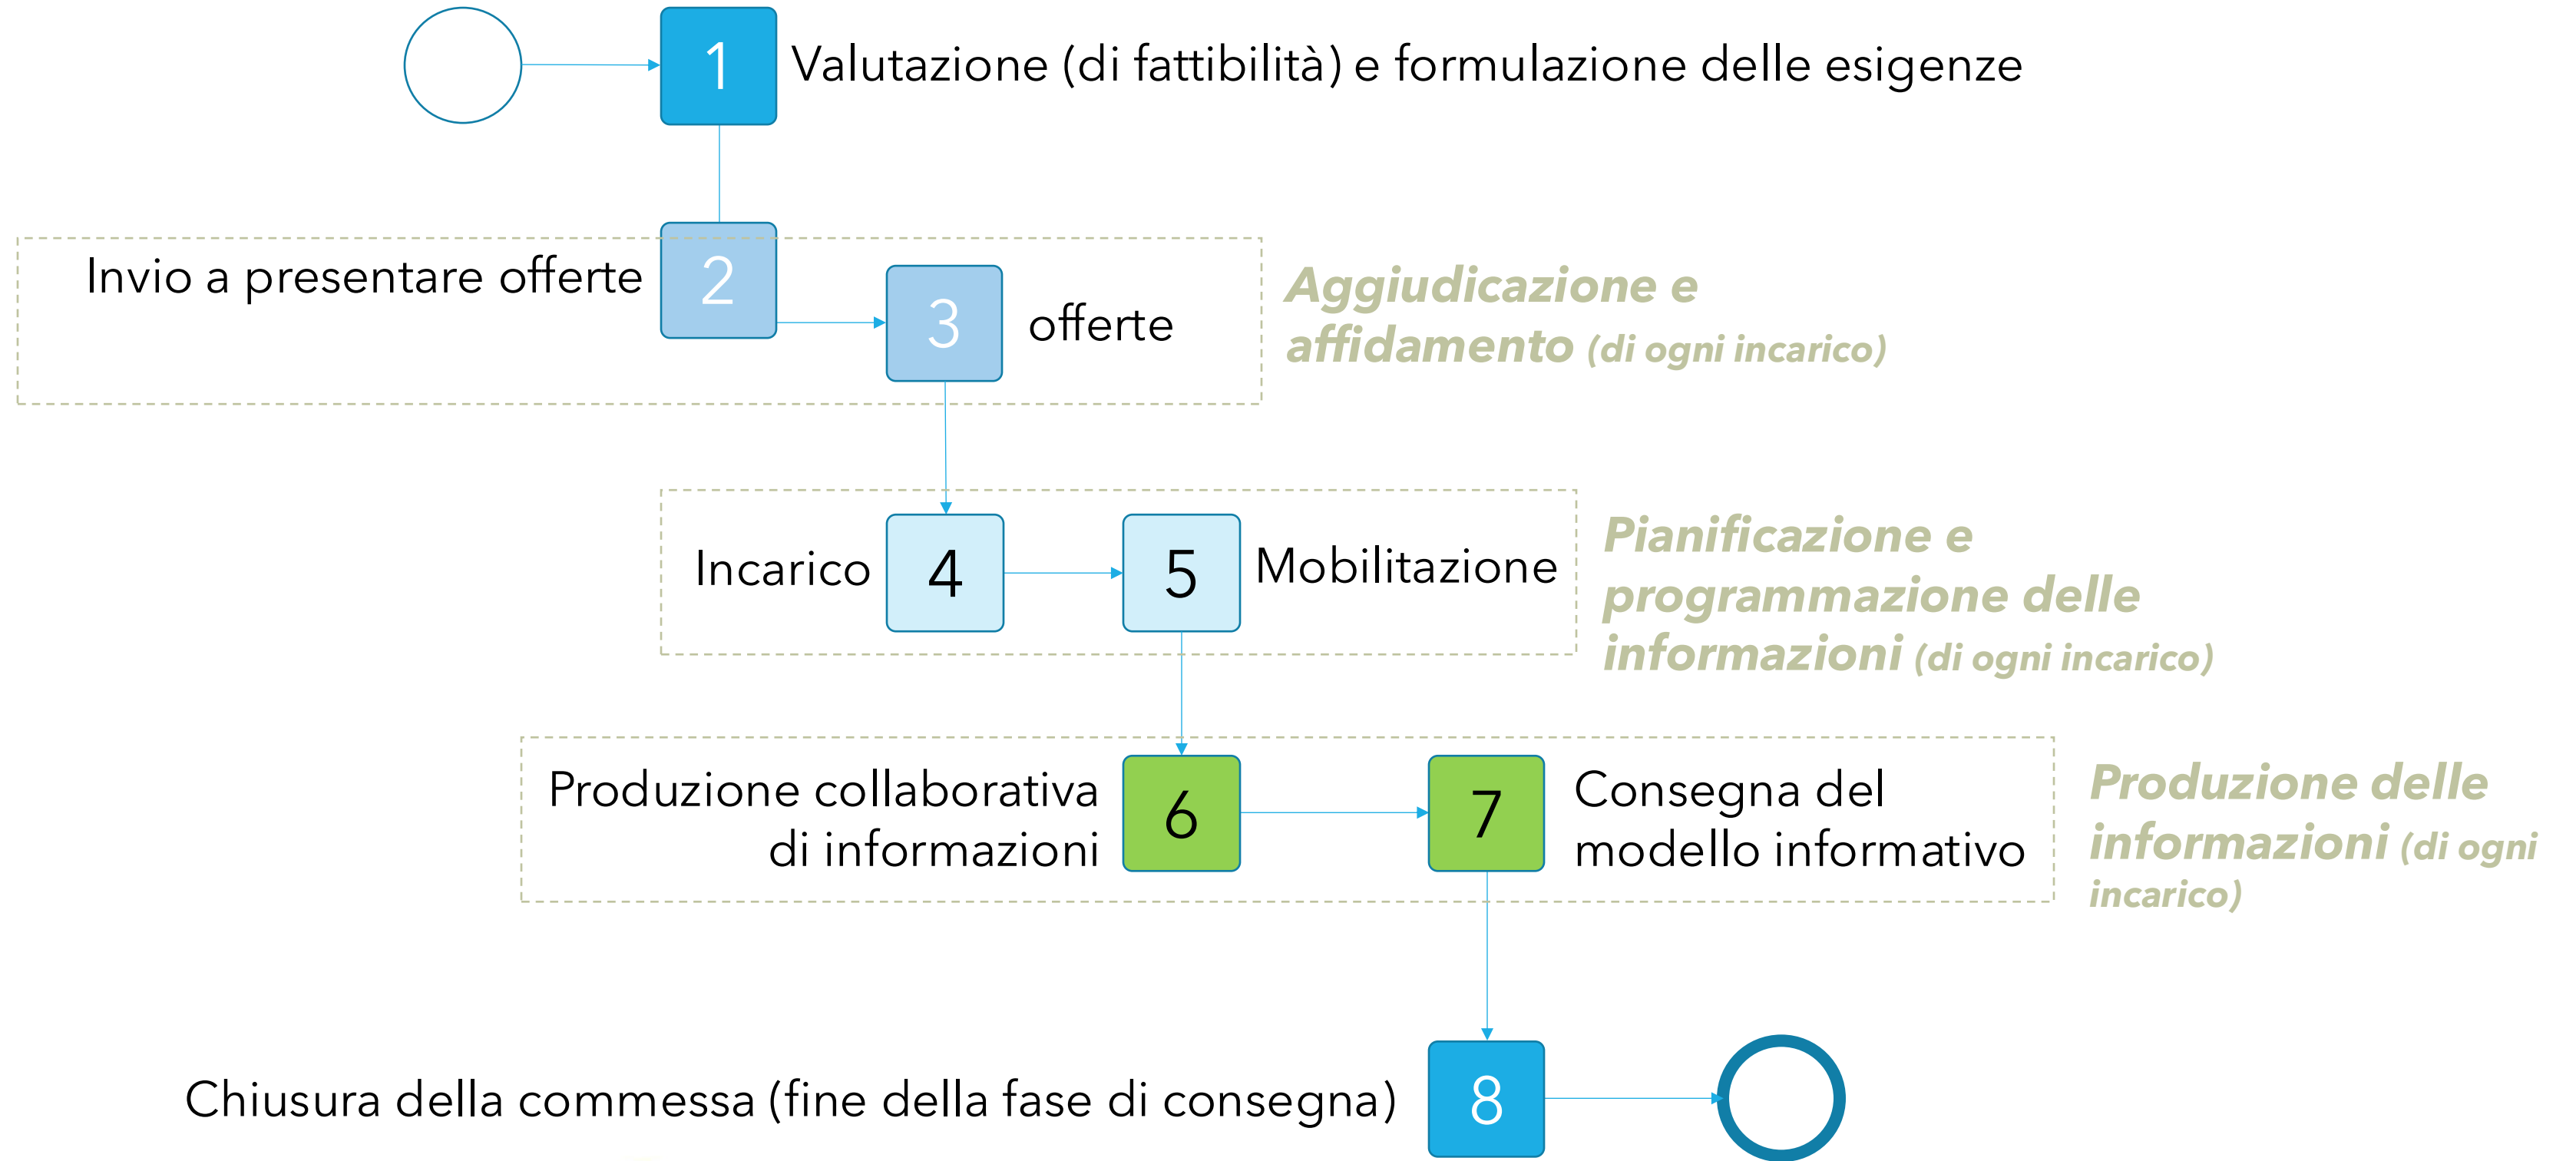 1
Valutazione (di fattibilità) e formulazione delle esigenze
Invio a presentare offerte
2
3
offerte
Aggiudicazione e
affidamento (di ogni incarico)
Incarico
4
5
Mobilitazione
Pianificazione e
programmazione delle
informazioni (di ogni incarico)
Produzione collaborativa
di informazioni
6
7
Consegna del
modello informativo
Produzione delle
informazioni (di ogni
incarico)
Chiusura della commessa (fine della fase di consegna)
8